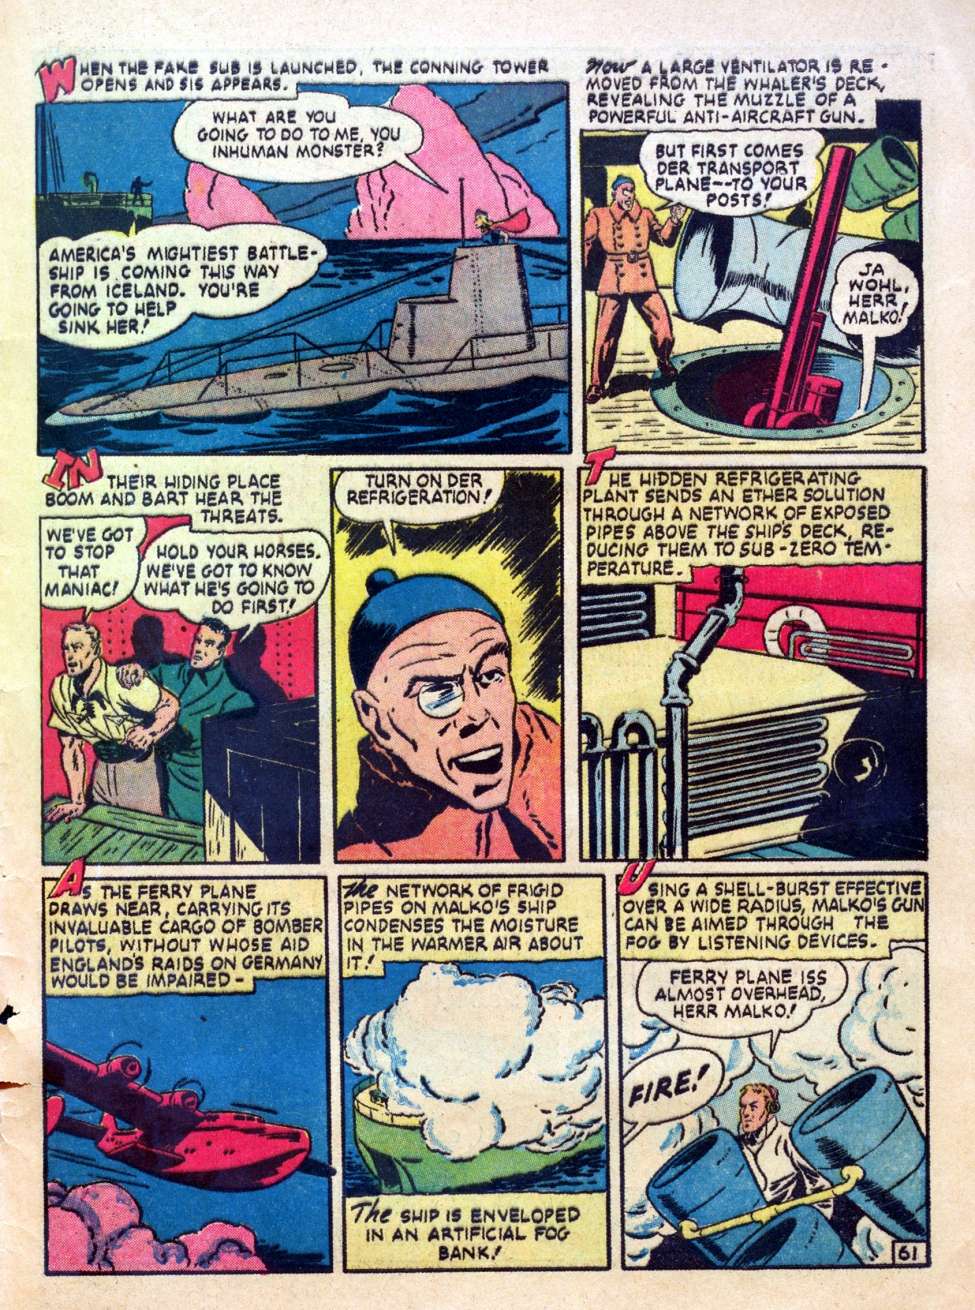 WHEN THE FAKE SUB IS LAUNCHED, THE CONNING TOWER
OPENS AND SIS APPEARS.
WHAT ARE YOU
GOING TO DO TO ME, YOU
INHUMAN MONSTER?
AMERICA'S MIGHTIEST BATTLE-
SHIP IS COMING THIS WAY
FROM ICELAND. YOU'RE
GOING TO HELP
SINK HER!
Now A LARGE VENTILATOR IS RE-
MOVED FROM THE WHALER'S DECK,
REVEALING THE MUZZLE OF A
POWERFUL ANTI-AIRCRAFT GUN.
BUT FIRST COMES
DER TRANSPORT
PLANE--TO YOUR
POSTS!
JA
WOHL,
HERR
MALKO!
IN THEIR HIDING PLACE
BOOM AND BART HEAR THE
THREATS.
WE'VE GOT
TO STOP
THAT
MANIAC!
HOLD YOUR HORSES.
WE'VE GOT TO KNOW
WHAT HE'S GOING TO
DO FIRST!
TURN ON DER
REFRIGERATION!
THE HIDDEN REFRIGERATING
PLANT SENDS AN ETHER SOLUTION
THROUGH A NETWORK OF EXPOSED
PIPES ABOVE THE SHIP'S DECK, RE-
DUCING THEM TO SUB-ZERO TEM-
PERATURE.
AS THE FERRY PLANE
DRAWS NEAR, CARRYING ITS
INVALUABLE CARGO OF BOMBER
PILOTS, WITHOUT WHOSE AID
ENGLAND'S RAIDS ON GERMANY
WOULD BE IMPAIRED-
The NETWORK OF FRIGID
PIPES ON MALKO'S SHIP
CONDENSES THE MOISTURE
IN THE WARMER AIR ABOUT
IT!
The SHIP IS ENVELOPED
IN AN ARTIFICIAL FOG
BANK!
USING A SHELL-BURST EFFECTIVE
OVER A WIDE RADIUS, MALKO'S GUN
CAN BE AIMED THROUGH THE
FOG BY LISTENING DEVICES.
FERRY PLANE ISS
ALMOST OVERHEAD,
HERR MALKO!
FIRE!
61